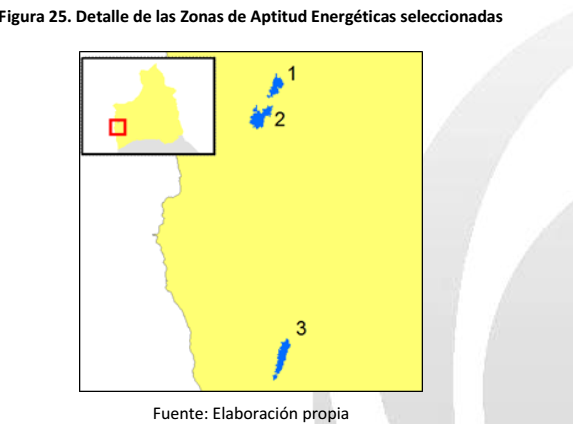 Figura 25. Detalle de las Zonas de Aptitud Energéticas seleccionadas
1
2
3
Fuente: Elaboración propia